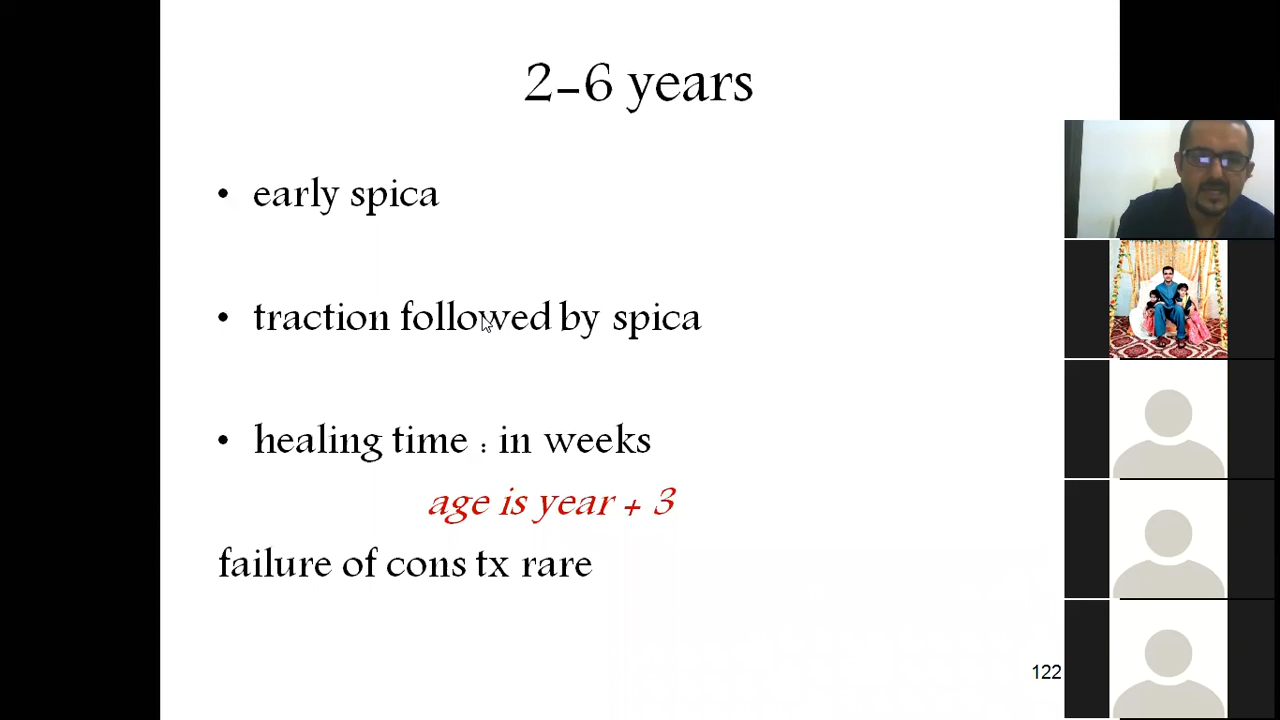 2-6 years
• early spica
• traction followed by spica
• healing time : in weeks
age is year + 3
failure of cons tx rare
122